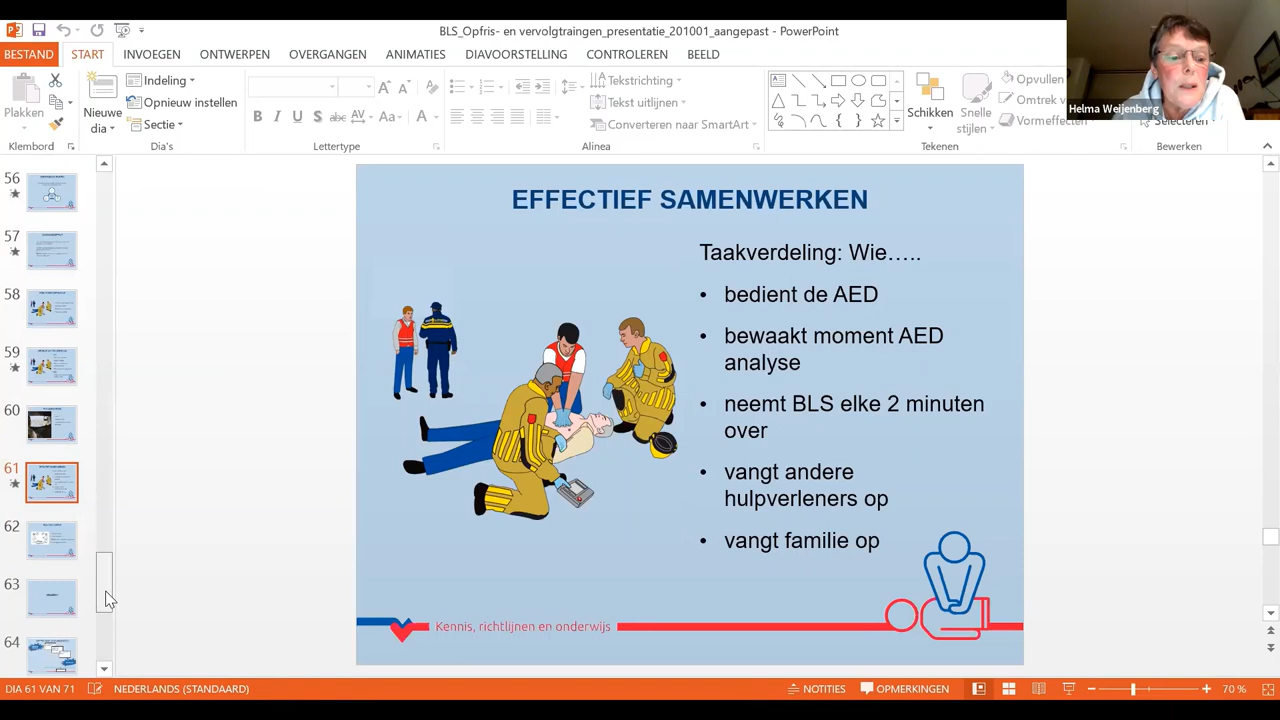 BLS_Opfris- en vervolgtraingen_presentatie_201001_aangepast - PowerPoint
BESTAND START INVOEGEN ONTWERPEN OVERGANGEN ANIMATIES DIAVOORSTELLING CONTROLEREN BEELD
Helma Weijenberg
Plakken
Nieuwe
dia
Indeling
Opnieuw instellen
Sectie
B I U S abc AV Aa A
Tekstrichting
Tekst uitlijnen
Converteren naar SmartArt
Schikken
Snelle
stijlen
Opvullen
Omtrek v
Vormeffecten
Selecteren
Klembord Dia's Lettertype Alinea Tekenen Bewerken
56
57
58
59
60
61
62
63
64
EFFECTIEF SAMENWERKEN
Taakverdeling: Wie…..
• bedient de AED
• bewaakt moment AED
analyse
• neemt BLS elke 2 minuten
over
• vangt andere
hulpverleners op
• vangt familie op
Kennis, richtlijnen en onderwijs
DIA 61 VAN 71 NEDERLANDS (STANDAARD) NOTITIES OPMERKINGEN 70 %